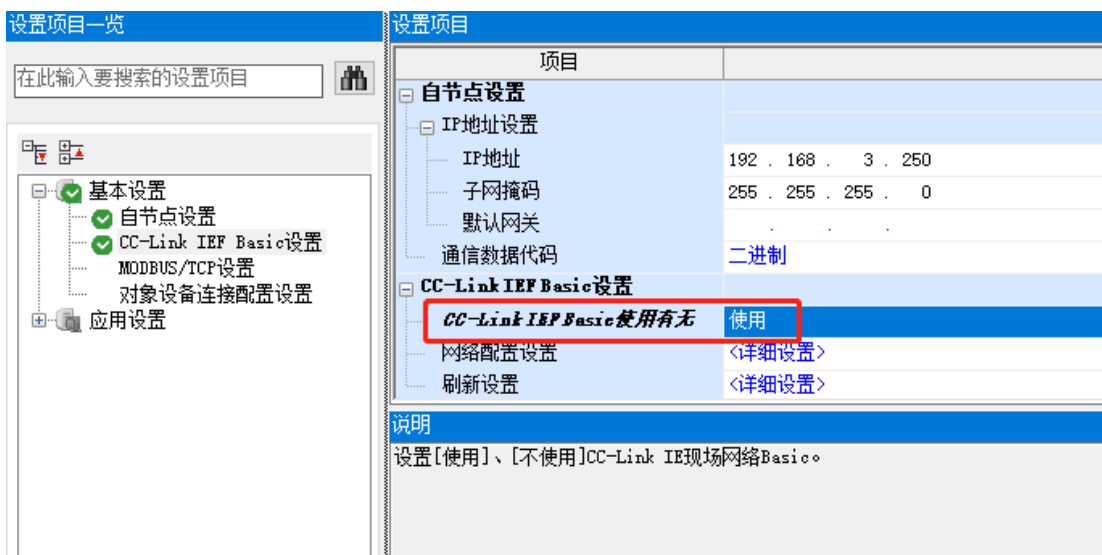 设置项目一览
在此输入要搜索的设置项目
基本设置
自节点设置
CC-Link IEF Basic设置
MODBUS/TCP设置
对象设备连接配置设置
应用设置
设置项目
项目
自节点设置
IP地址设置
IP地址 192 . 168 . 3 . 250
子网掩码 255 . 255 . 255 . 0
默认网关 . . .
通信数据代码 二进制
CC-Link IEF Basic设置
CC-Link IEF Basic使用有无 使用
网络配置设置 <详细设置>
刷新设置 <详细设置>
说明
设置[使用]、[不使用]CC-Link IE现场网络Basic。